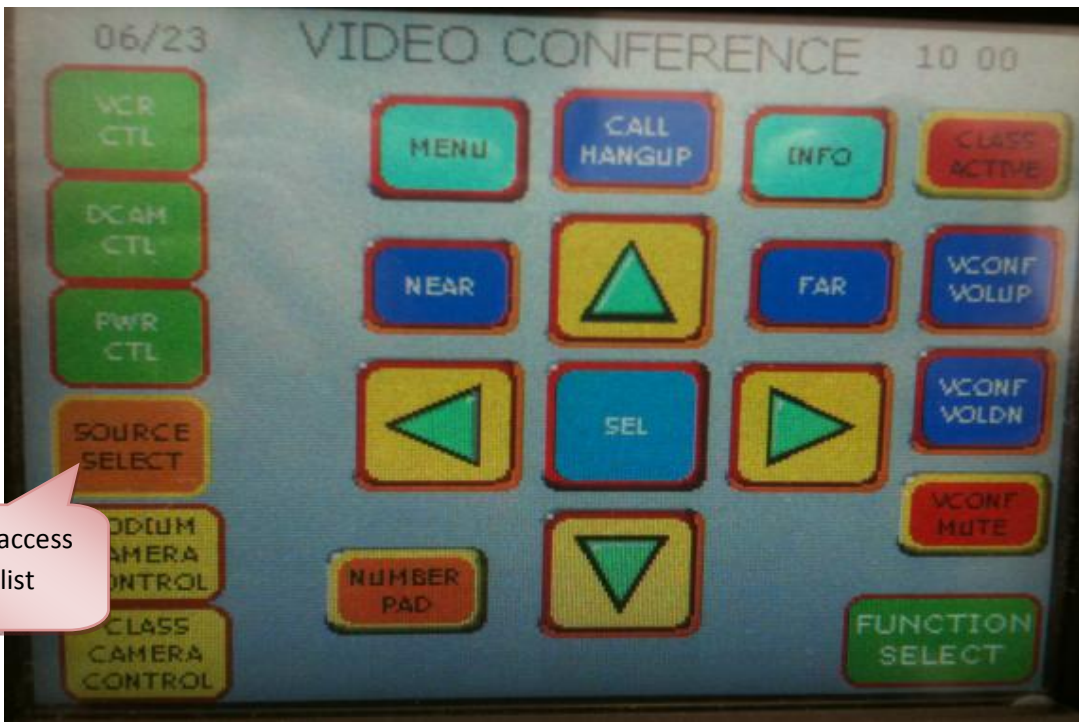 06/23 VIDEO CONFERENCE 10 00
VCR
CTL
MENU
CALL
HANGUP
INFO
CLASS
ACTIVE
DCAM
CTL
NEAR
FAR
VCONF
VOLUP
PWR
CTL
SEL
VCONF
VOLDN
SOURCE
SELECT
VCONF
MUTE
access
list
CAMERA
CONTROL
NUMBER
PAD
CLASS
CAMERA
CONTROL
FUNCTION
SELECT